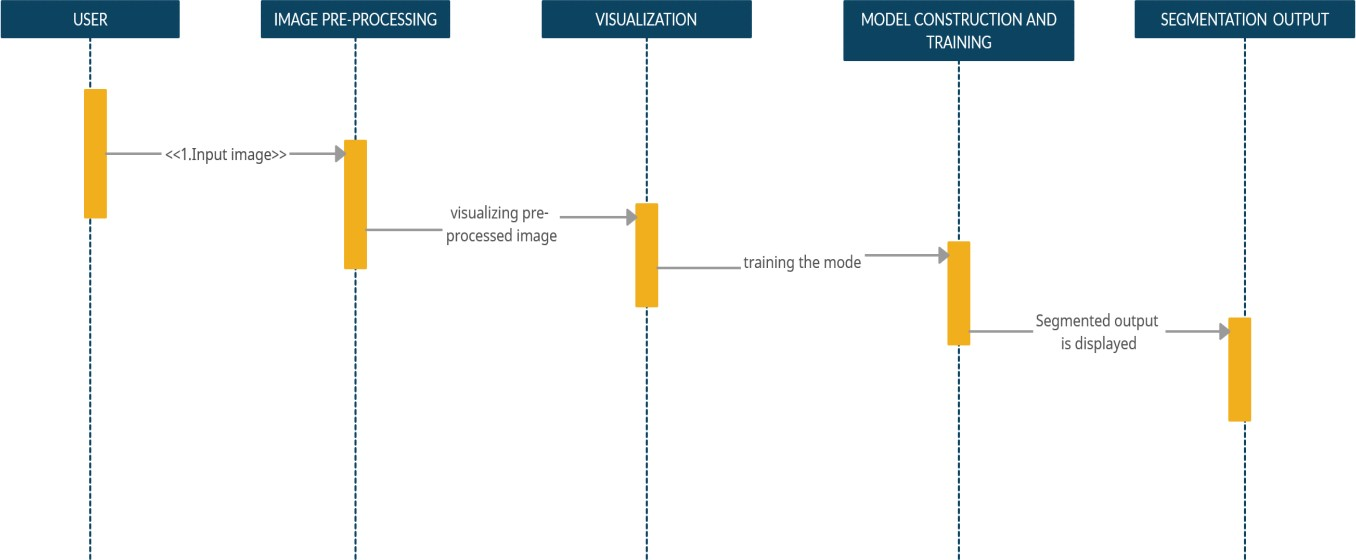 USER
IMAGE PRE-PROCESSING
VISUALIZATION
MODEL CONSTRUCTION AND
TRAINING
SEGMENTATION OUTPUT
<<1.Input image>>
visualizing pre-
processed image
training the mode
Segmented output
is displayed